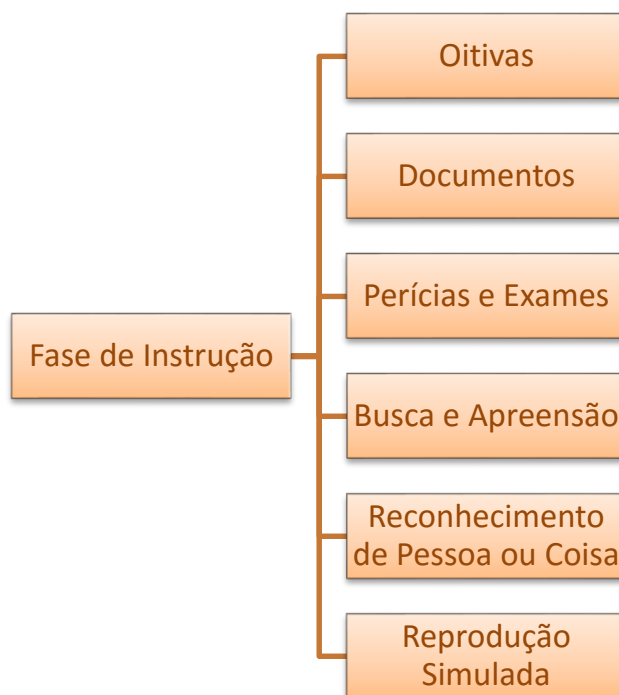 Fase de Instrução
Oitivas
Documentos
Perícias e Exames
Busca e Apreensão
Reconhecimento
de Pessoa ou Coisa
Reprodução
Simulada